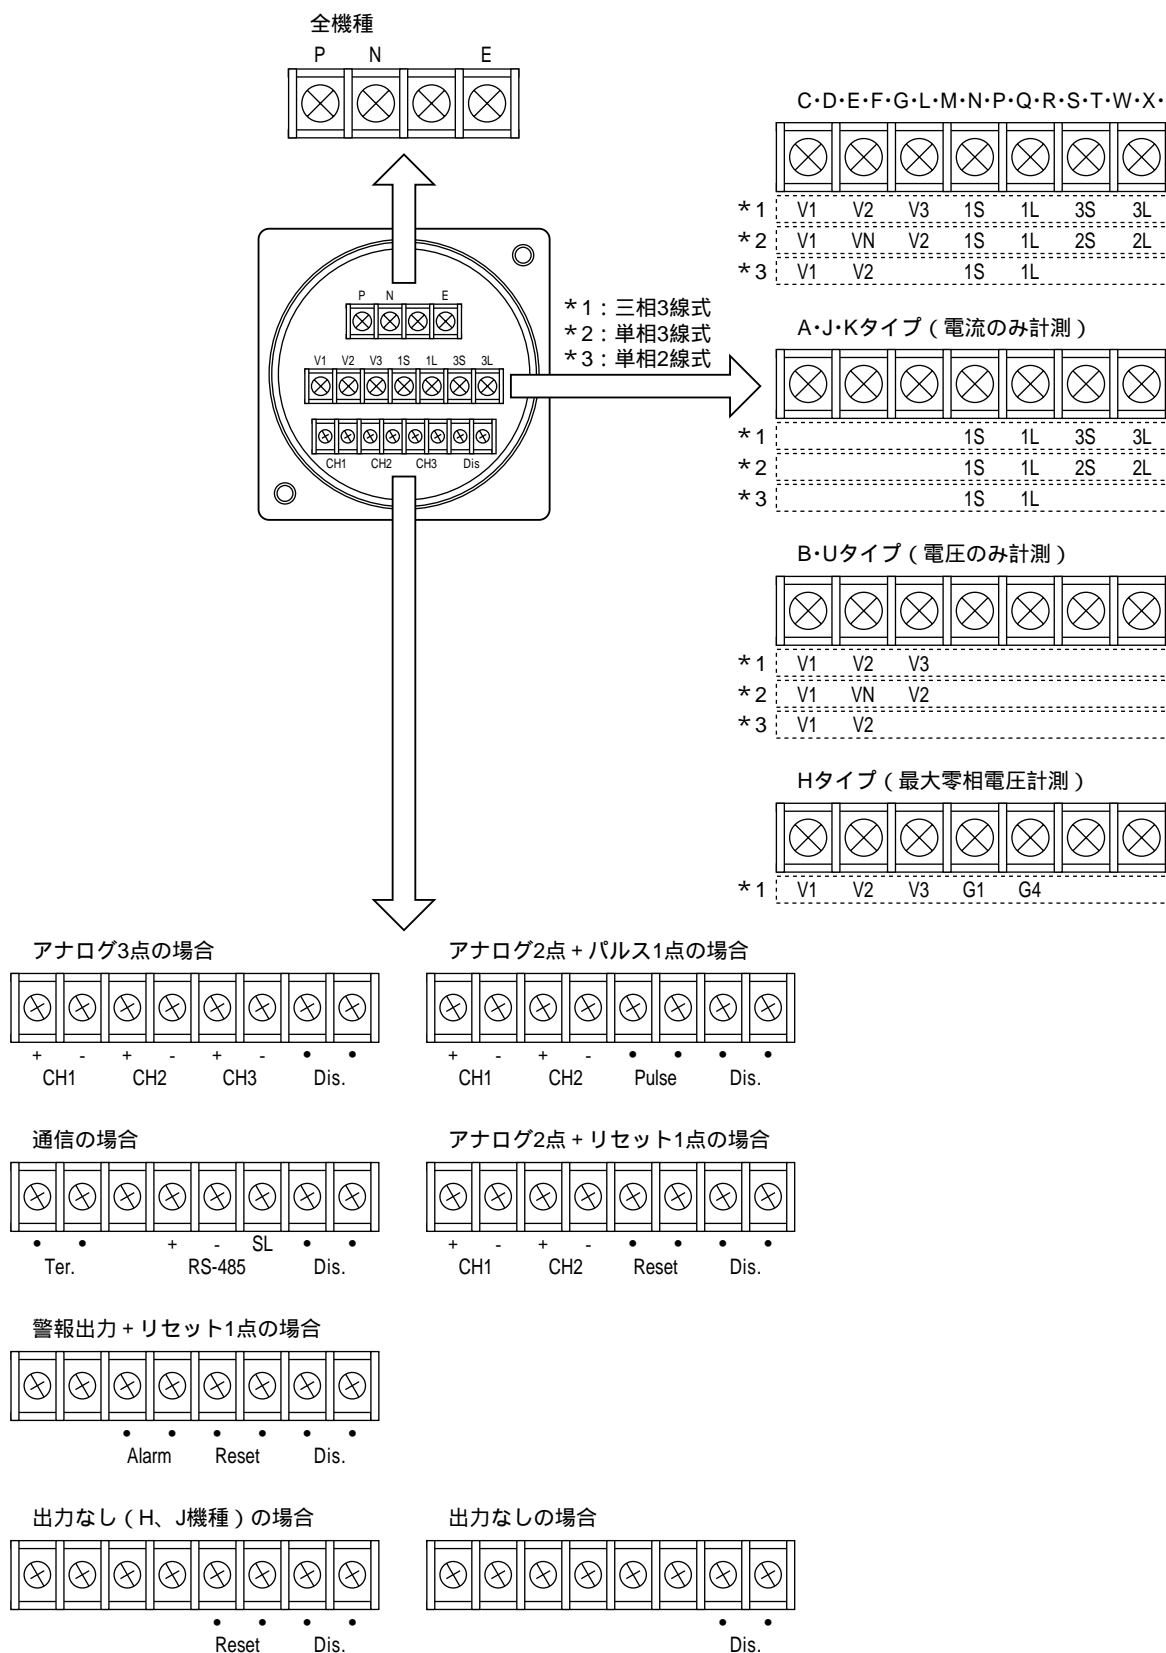 全機種
P N E
P N E
V1 V2 V3 1S 1L 3S 3L
CH1 CH2 CH3 Dis
*1：三相3線式
*2：単相3線式
*3：単相2線式
C・D・E・F・G・L・M・N・P・Q・R・S・T・W・X・
*1 V1 V2 V3 1S 1L 3S 3L
*2 V1 VN V2 1S 1L 2S 2L
*3 V1 V2 1S 1L
A・J・Kタイプ（電流のみ計測）
*1 1S 1L 3S 3L
*2 1S 1L 2S 2L
*3 1S 1L
B・Uタイプ（電圧のみ計測）
*1 V1 V2 V3
*2 V1 VN V2
*3 V1 V2
Hタイプ（最大零相電圧計測）
*1 V1 V2 V3 G1 G4
アナログ3点の場合
+ - + - + - • •
CH1 CH2 CH3 Dis.
アナログ2点 + パルス1点の場合
+ - + - • • • •
CH1 CH2 Pulse Dis.
通信の場合
• • + - SL • •
Ter. RS-485 Dis.
アナログ2点 + リセット1点の場合
+ - + - • • • •
CH1 CH2 Reset Dis.
警報出力 + リセット1点の場合
• • • • • •
Alarm Reset Dis.
出力なし（H、J機種）の場合
• • • •
Reset Dis.
出力なしの場合
• •
Dis.